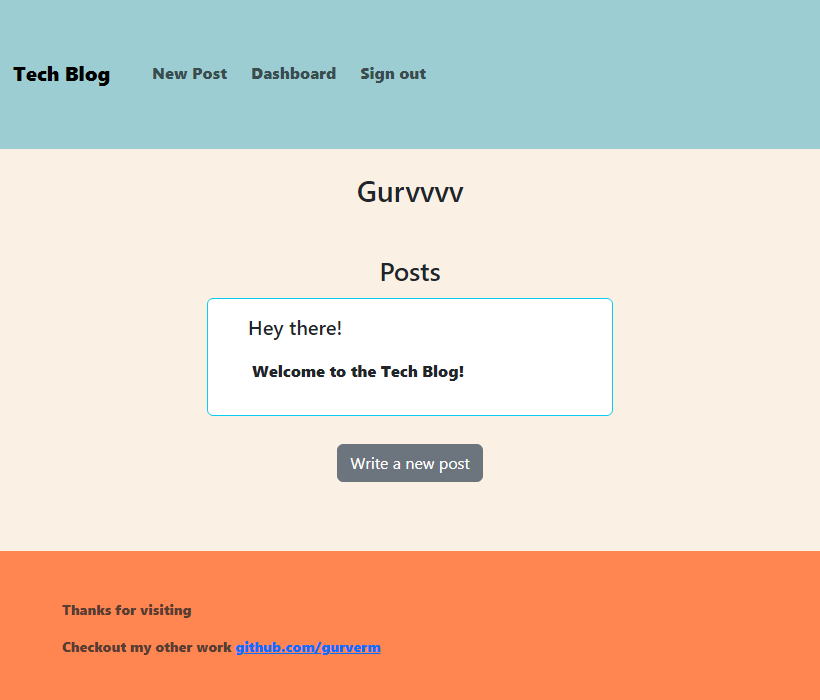 Tech Blog New Post Dashboard Sign out
Gurvvvv
Posts
Hey there!
Welcome to the Tech Blog!
Write a new post
Thanks for visiting
Checkout my other work github.com/gurverm